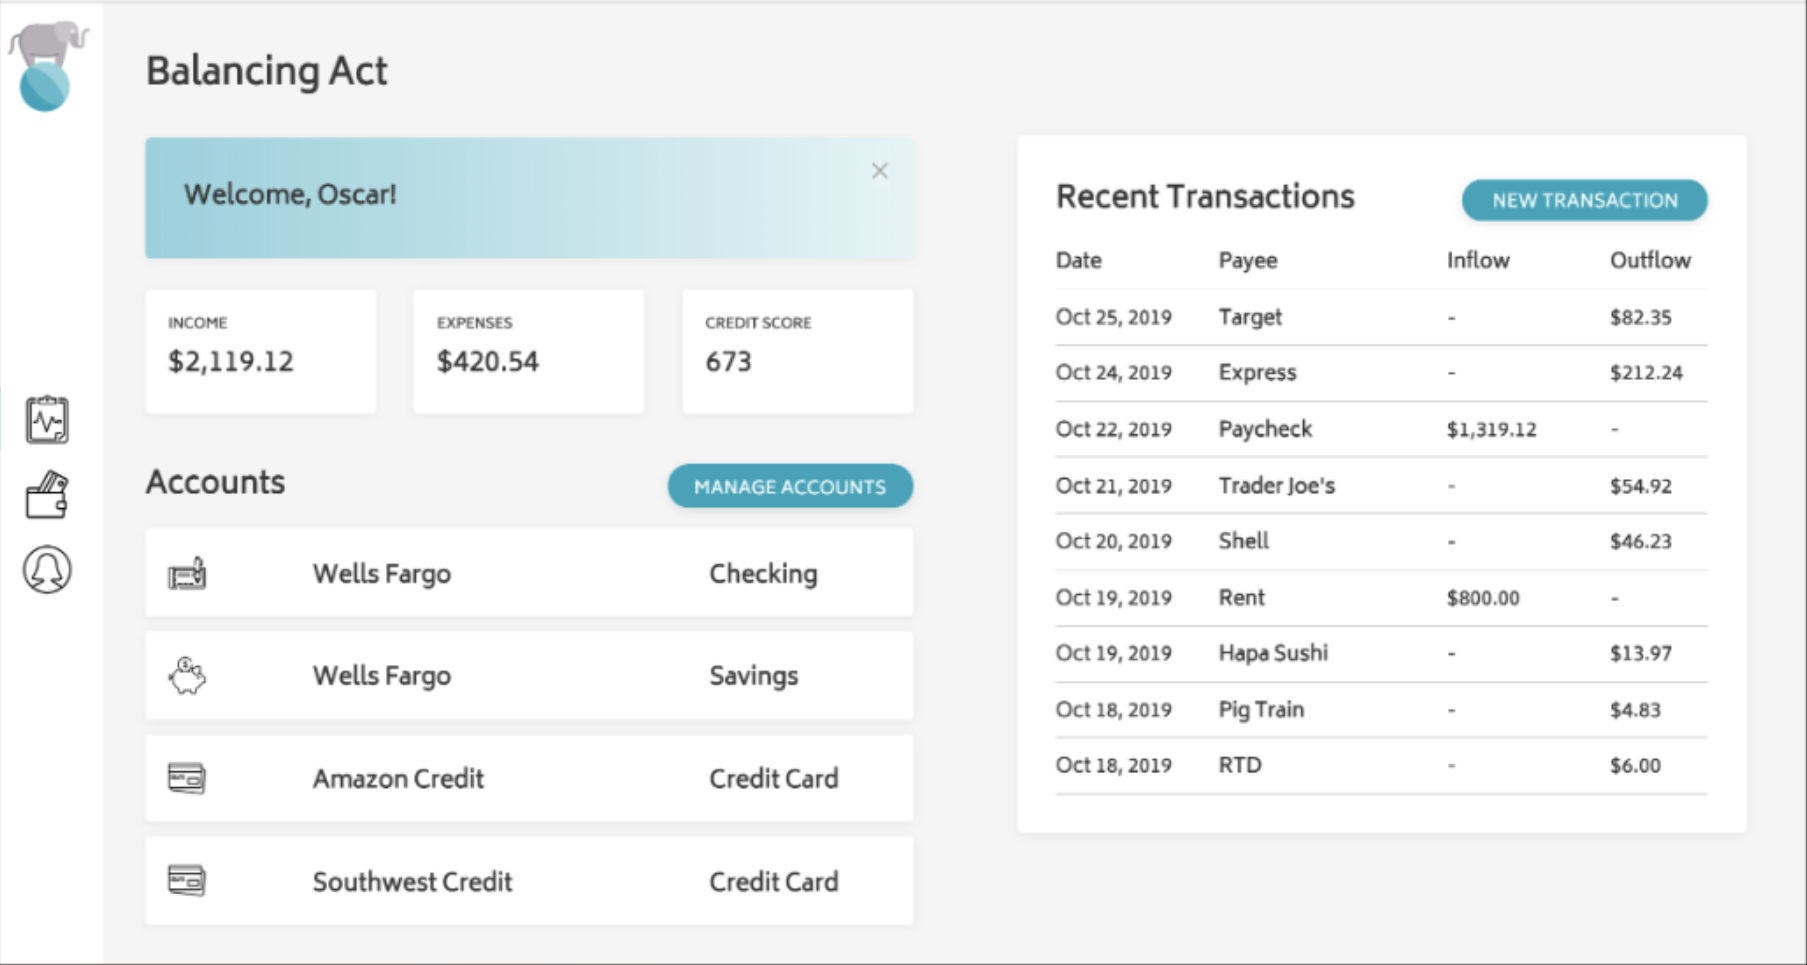 Balancing Act
Welcome, Oscar!
INCOME
$2,119.12
EXPENSES
$420.54
CREDIT SCORE
673
Accounts
MANAGE ACCOUNTS
Wells Fargo Checking
Wells Fargo Savings
Amazon Credit Credit Card
Southwest Credit Credit Card
Recent Transactions
NEW TRANSACTION
Date Payee Inflow Outflow
Oct 25, 2019 Target - $82.35
Oct 24, 2019 Express - $212.24
Oct 22, 2019 Paycheck $1,319.12 -
Oct 21, 2019 Trader Joe's - $54.92
Oct 20, 2019 Shell - $46.23
Oct 19, 2019 Rent $800.00 -
Oct 19, 2019 Hapa Sushi - $13.97
Oct 18, 2019 Pig Train - $4.83
Oct 18, 2019 RTD - $6.00